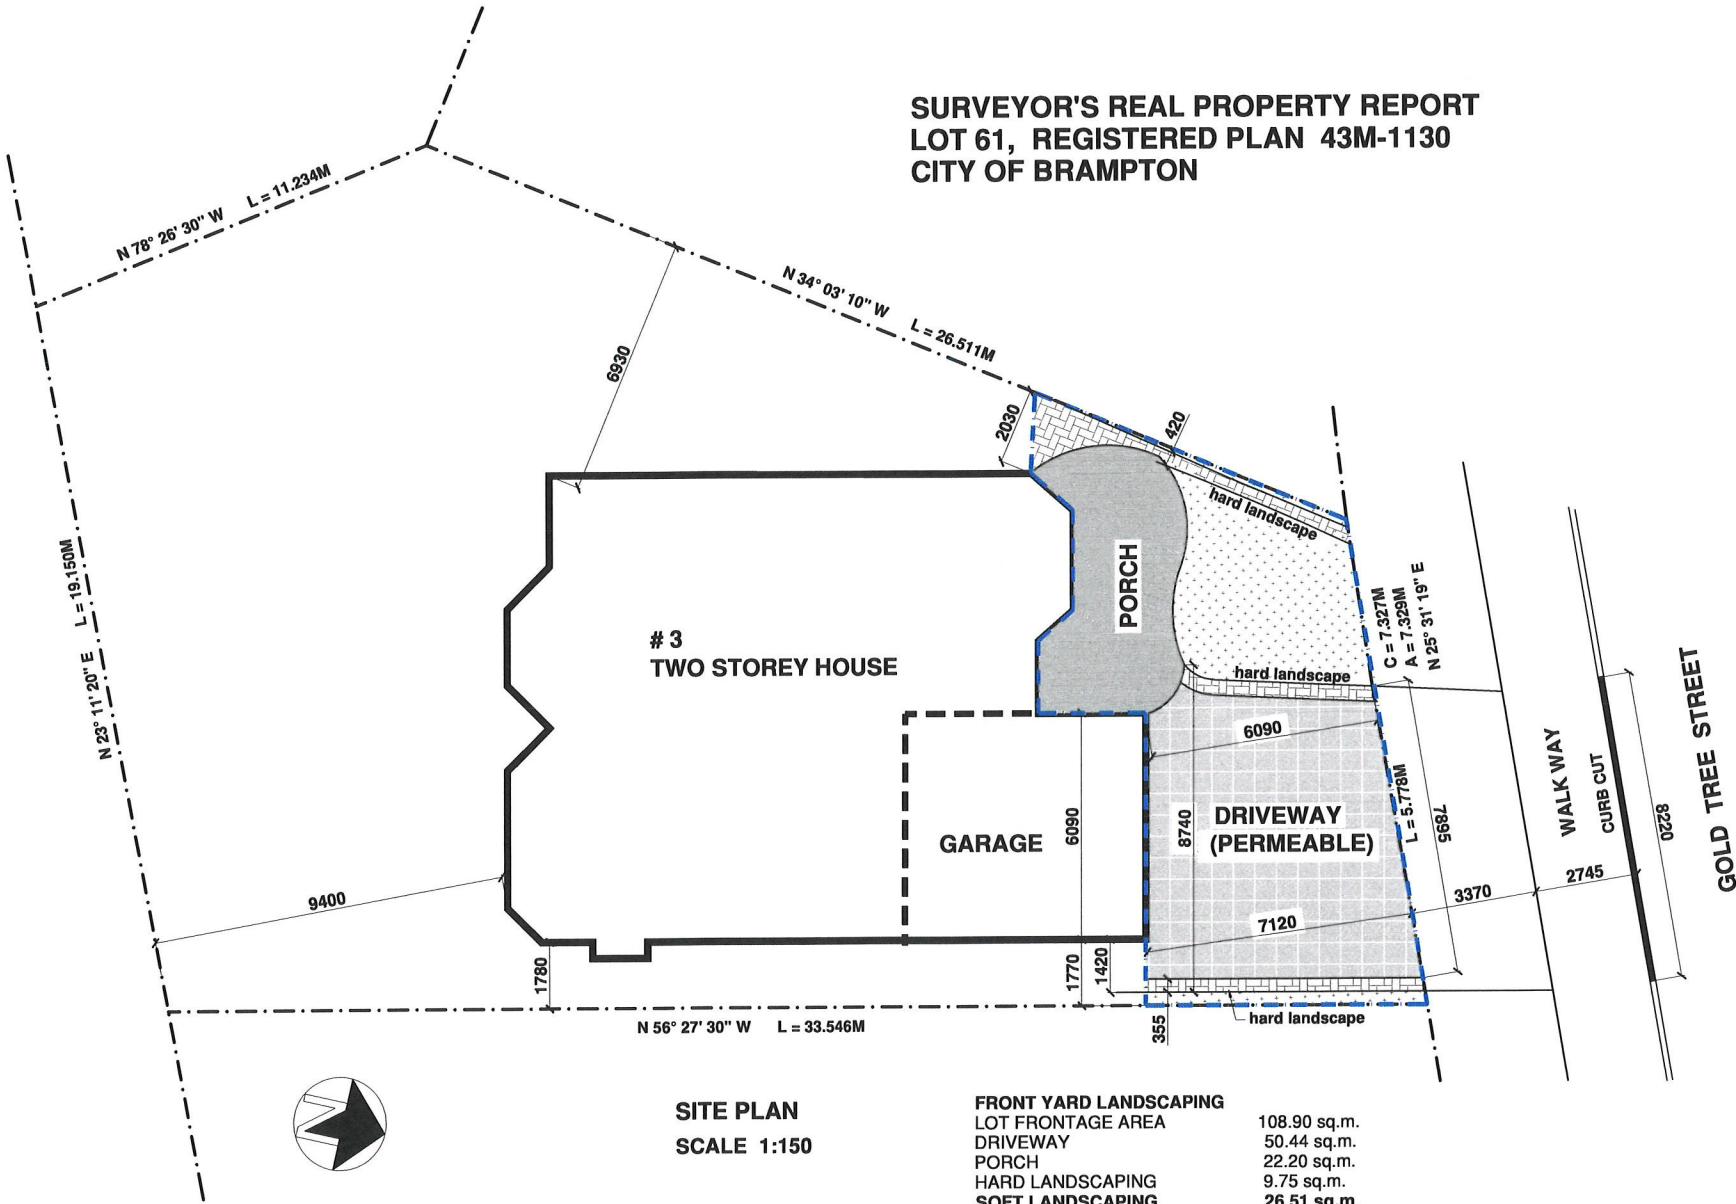 SURVEYOR'S REAL PROPERTY REPORT
LOT 61, REGISTERED PLAN 43M-1130
CITY OF BRAMPTON
N 78° 26' 30" W L = 11.234M
N 34° 03' 10" W L = 26.511M
6930
2030
420
hard landscape
N 23° 11' 20" E L = 19.150M
PORCH
C = 7.327M
A = 7.329M
N 25° 31' 19" E
# 3
TWO STOREY HOUSE
hard landscape
6090
GARAGE
6090
8740
DRIVEWAY
(PERMEABLE)
L = 5.778M
7895
WALK WAY
CURB CUT
8220
GOLD TREE STREET
9400
7120
3370
2745
1780
1770
1420
355
hard landscape
N 56° 27' 30" W L = 33.546M
N
SITE PLAN
SCALE 1:150
FRONT YARD LANDSCAPING
LOT FRONTAGE AREA 108.90 sq.m.
DRIVEWAY 50.44 sq.m.
PORCH 22.20 sq.m.
HARD LANDSCAPING 9.75 sq.m.
SOFT LANDSCAPING 26.51 sq.m.